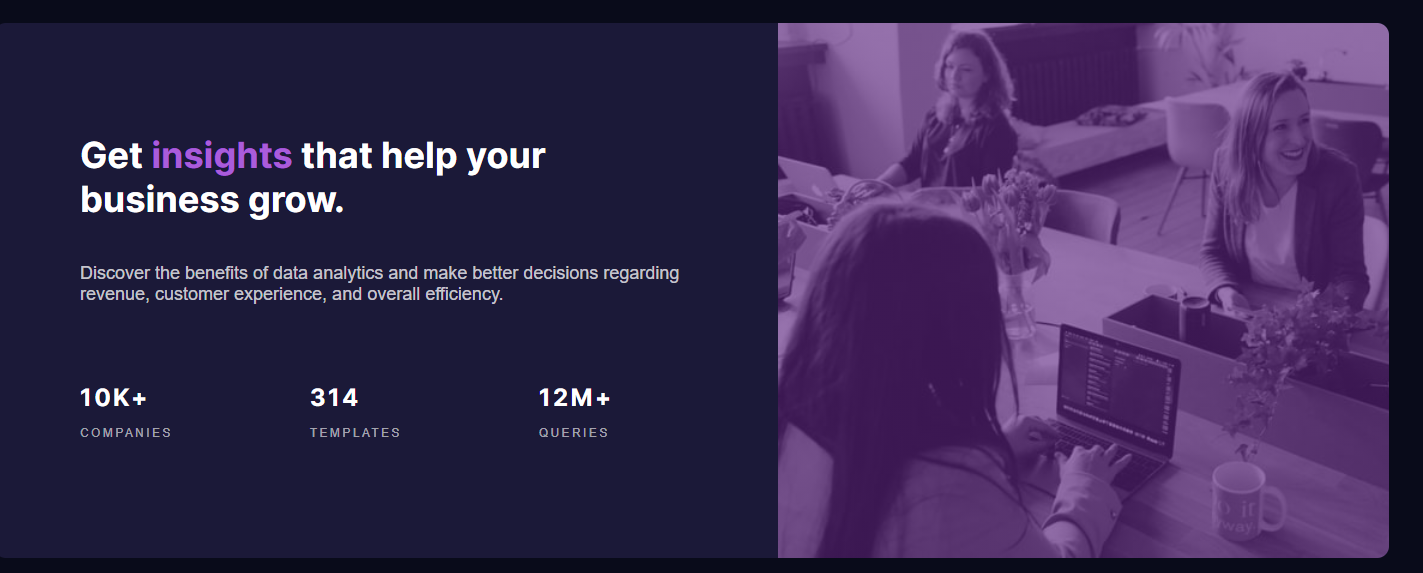 Get insights that help your
business grow.
Discover the benefits of data analytics and make better decisions regarding
revenue, customer experience, and overall efficiency.
10K+ 314 12M+
COMPANIES TEMPLATES QUERIES